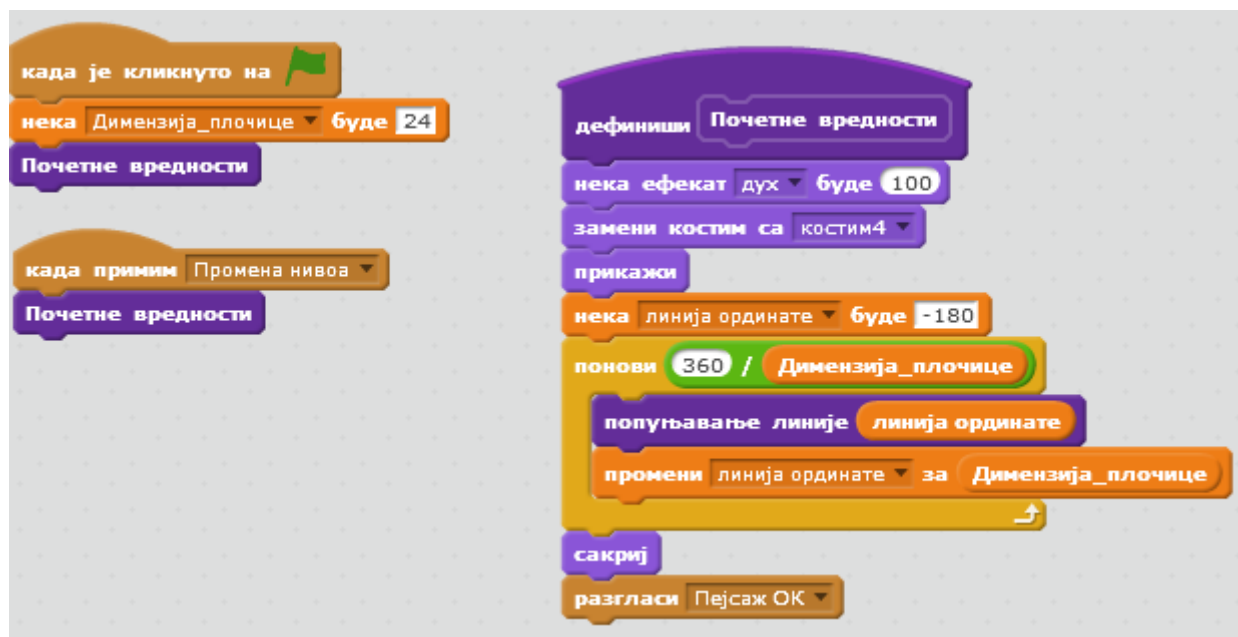 када је кликнуто на
нека Димензија_плочице буде 24
Почетне вредности
када примим Промена нивоа
Почетне вредности
дефиниши Почетне вредности
нека ефекат дух буде 100
замени костим са костим4
прикажи
нека линија ординате буде -180
понови 360 / Димензија_плочице
попуњавање линије линија ординате
промени линија ординате за Димензија_плочице
сакриј
разгласи Пејсаж ОК